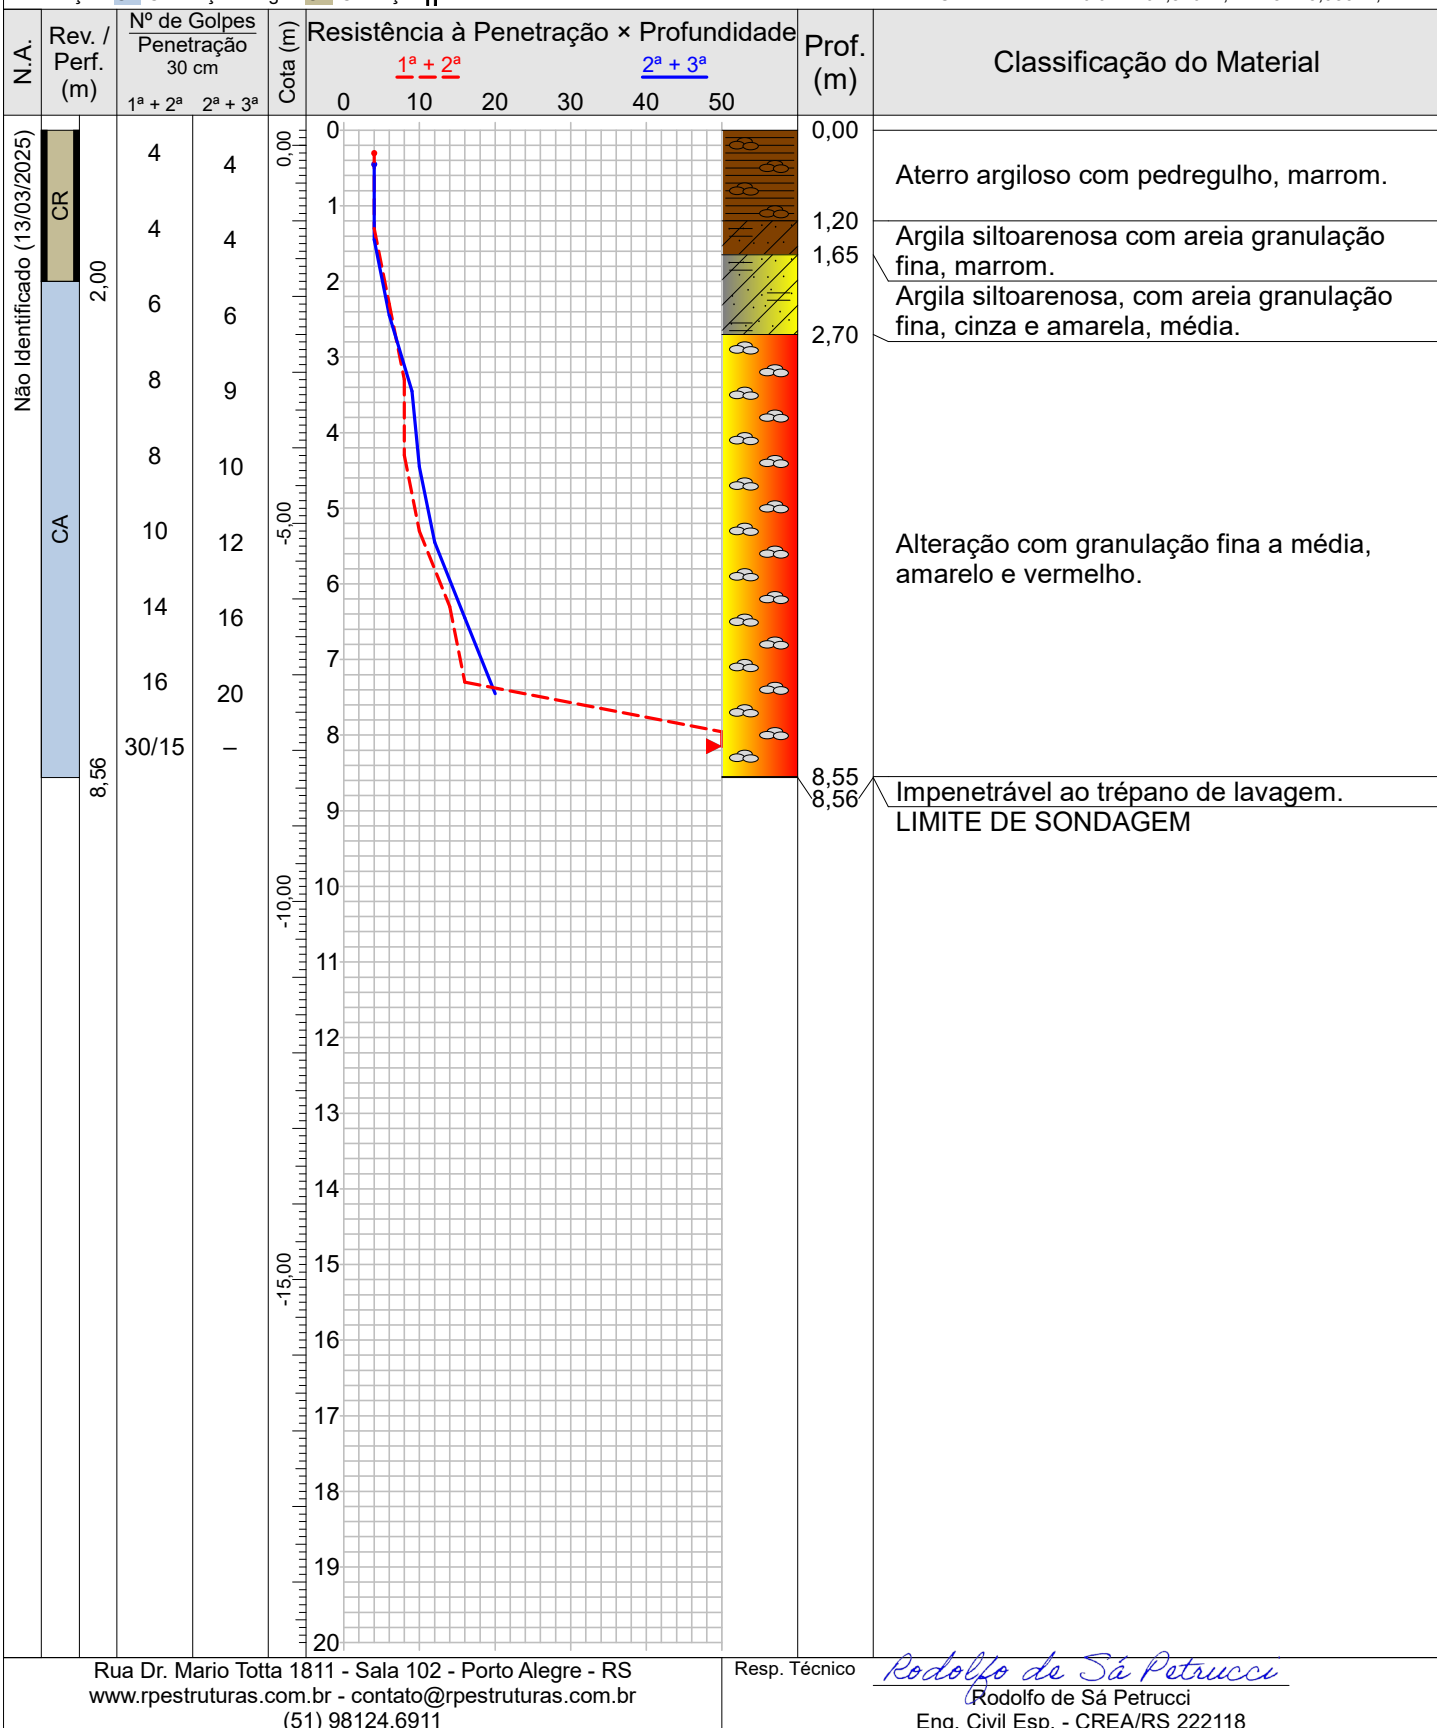 N.A.
Rev. /
Perf.
(m)
Nº de Golpes
Penetração
30 cm
1ª + 2ª 2ª + 3ª
Cota (m)
Resistência à Penetração × Profundidade
1ª + 2ª 2ª + 3ª
0 10 20 30 40 50
Prof.
(m)
Classificação do Material
Não Identificado (13/03/2025)
CR
2,00
CA
8,56
4 4
4 4
6 6
8 9
8 10
10 12
14 16
16 20
30/15 –
0,00
-5,00
-10,00
-15,00
0
1
2
3
4
5
6
7
8
9
10
11
12
13
14
15
16
17
18
19
20
0,00
Aterro argiloso com pedregulho, marrom.
1,20
Argila siltoarenosa com areia granulação
fina, marrom.
1,65
Argila siltoarenosa, com areia granulação
fina, cinza e amarela, média.
2,70
Alteração com granulação fina a média,
amarelo e vermelho.
8,55
8,56
Impenetrável ao trépano de lavagem.
LIMITE DE SONDAGEM
Rua Dr. Mario Totta 1811 - Sala 102 - Porto Alegre - RS
www.rpestruturas.com.br - contato@rpestruturas.com.br
(51) 98124.6911
Resp. Técnico
Rodolfo de Sá Petrucci
Rodolfo de Sá Petrucci
Eng. Civil Esp. - CREA/RS 222118